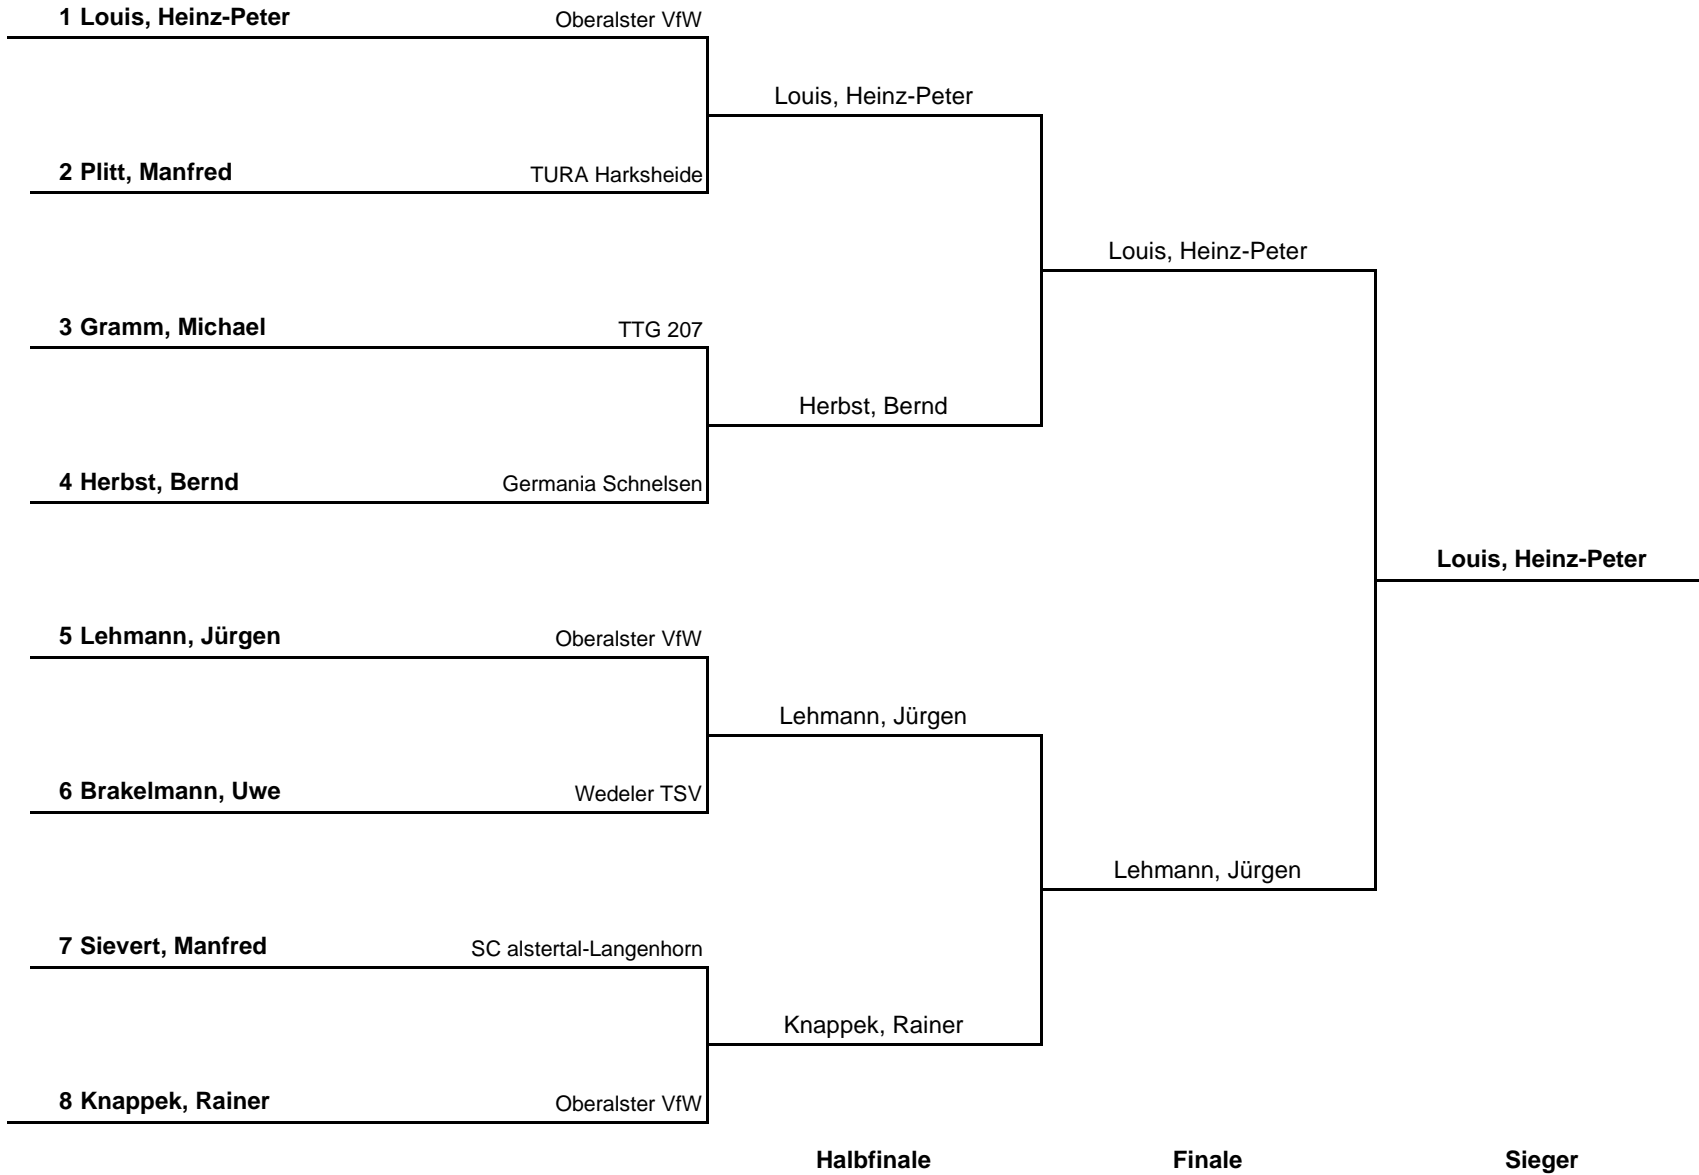 1 Louis, Heinz-Peter Oberalster VfW
Louis, Heinz-Peter
2 Plitt, Manfred TURA Harksheide
Louis, Heinz-Peter
3 Gramm, Michael TTG 207
Herbst, Bernd
4 Herbst, Bernd Germania Schnelsen
Louis, Heinz-Peter
5 Lehmann, Jürgen Oberalster VfW
Lehmann, Jürgen
6 Brakelmann, Uwe Wedeler TSV
Lehmann, Jürgen
7 Sievert, Manfred SC alstertal-Langenhorn
Knappek, Rainer
8 Knappek, Rainer Oberalster VfW
Halbfinale Finale Sieger